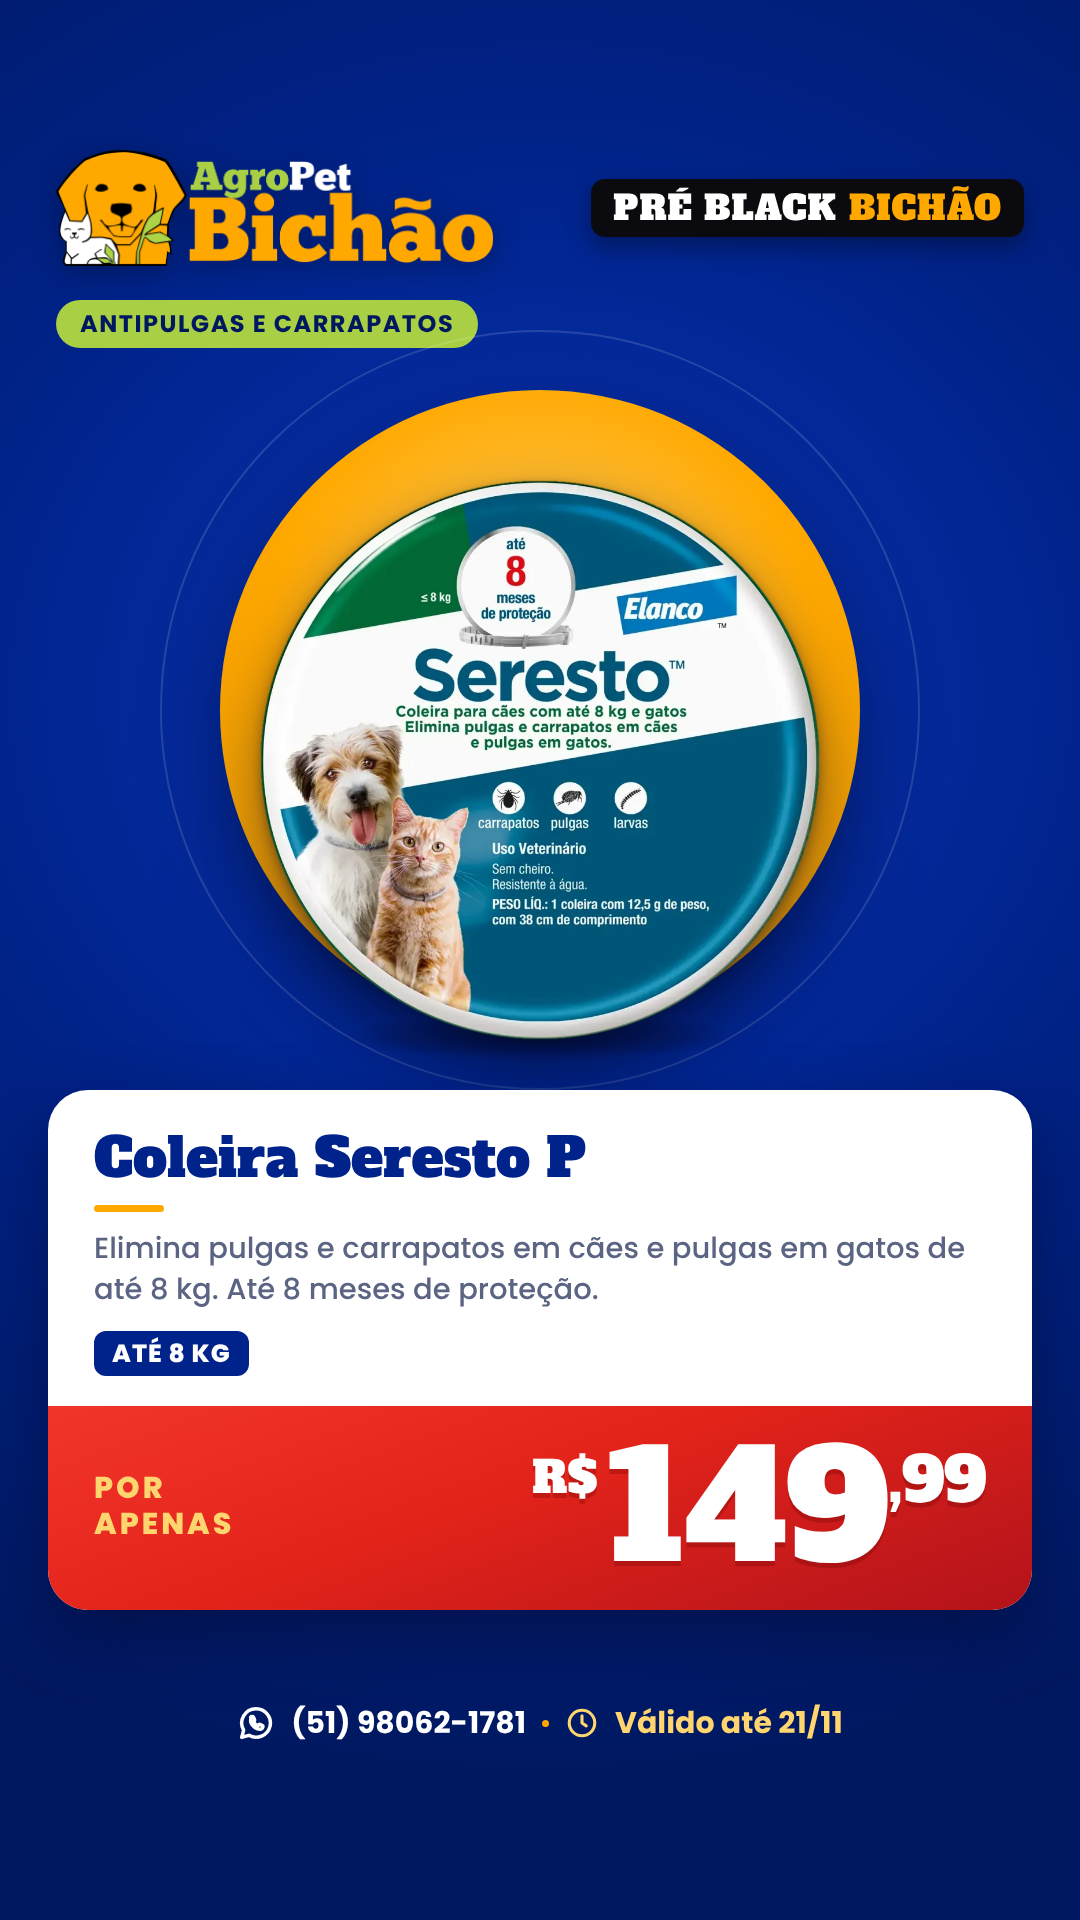 AgroPet
Bichão
PRÉ BLACK BICHÃO
ANTIPULGAS E CARRAPATOS
até
8
meses
de proteção
≤ 8 kg
Elanco
TM
Seresto™
Coleira para cães com até 8 kg e gatos
Elimina pulgas e carrapatos em cães
e pulgas em gatos.
carrapatos pulgas larvas
Uso Veterinário
Sem cheiro.
Resistente à água.
PESO LÍQ.: 1 coleira com 12,5 g de peso,
com 38 cm de comprimento
Coleira Seresto P
Elimina pulgas e carrapatos em cães e pulgas em gatos de
até 8 kg. Até 8 meses de proteção.
ATÉ 8 KG
POR
APENAS
R$149,99
(51) 98062-1781 • Válido até 21/11